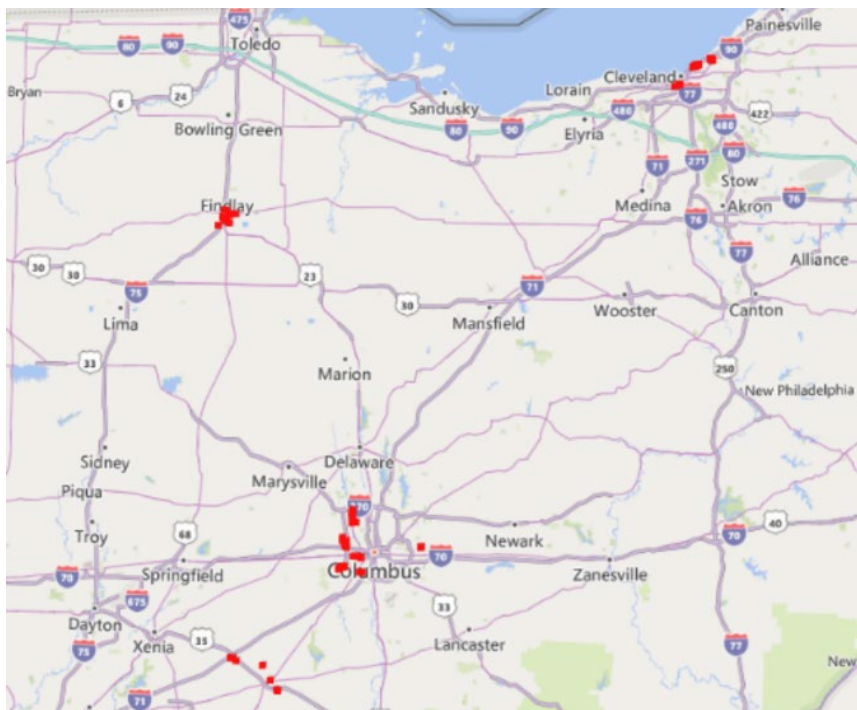 475
Toledo
Painesville
80
90
90
Cleveland
Bryan
24
6
Lorain
77
Sandusky
480
422
Bowling Green
80
90
Elyria
480
71
271
80
Stow
Findlay
Medina
Akron
76
76
30
30
23
77
Alliance
75
71
Lima
30
Mansfield
Wooster
Canton
33
Marion
250
New Philadelphia
Sidney
Delaware
Marysville
Piqua
270
Troy
68
Newark
40
70
70
70
Springfield
Columbus
Zanesville
675
Dayton
33
Xenia
35
Lancaster
75
77
New
71